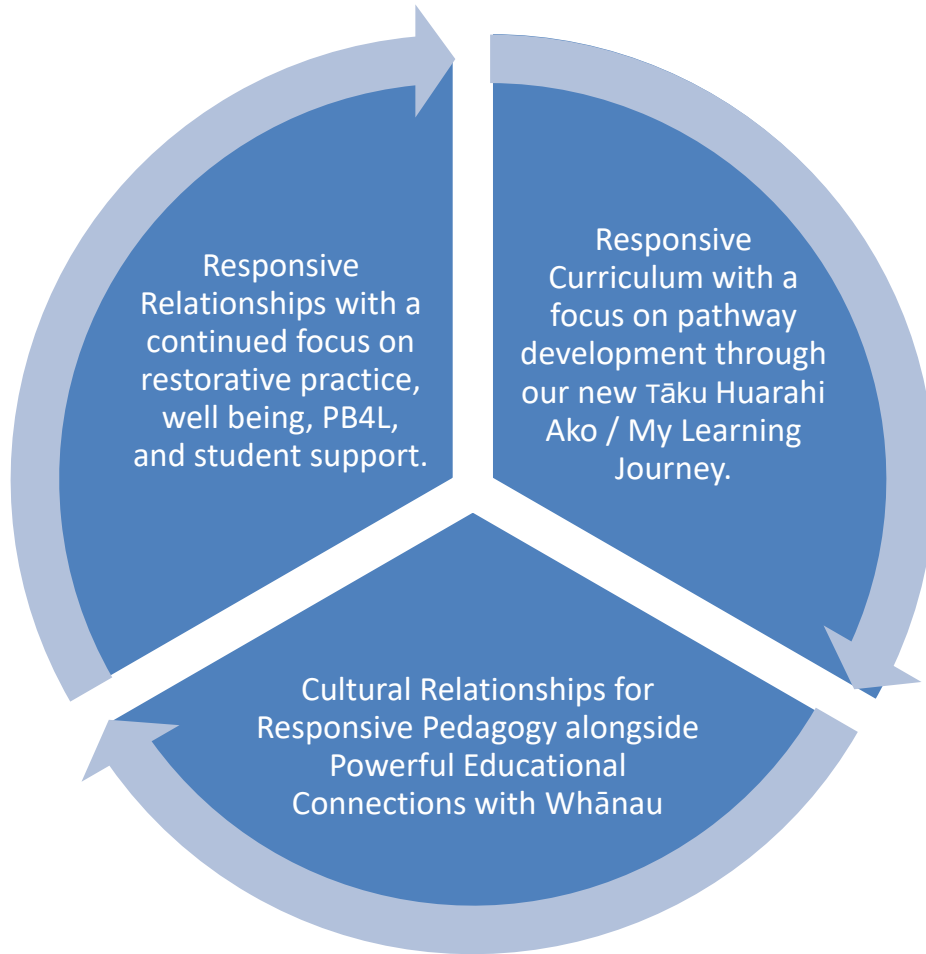 Responsive
Relationships with a
continued focus on
restorative practice,
well being, PB4L,
and student support.
Responsive
Curriculum with a
focus on pathway
development through
our new Tāku Huarahi
Ako / My Learning
Journey.
Cultural Relationships for
Responsive Pedagogy alongside
Powerful Educational
Connections with Whānau